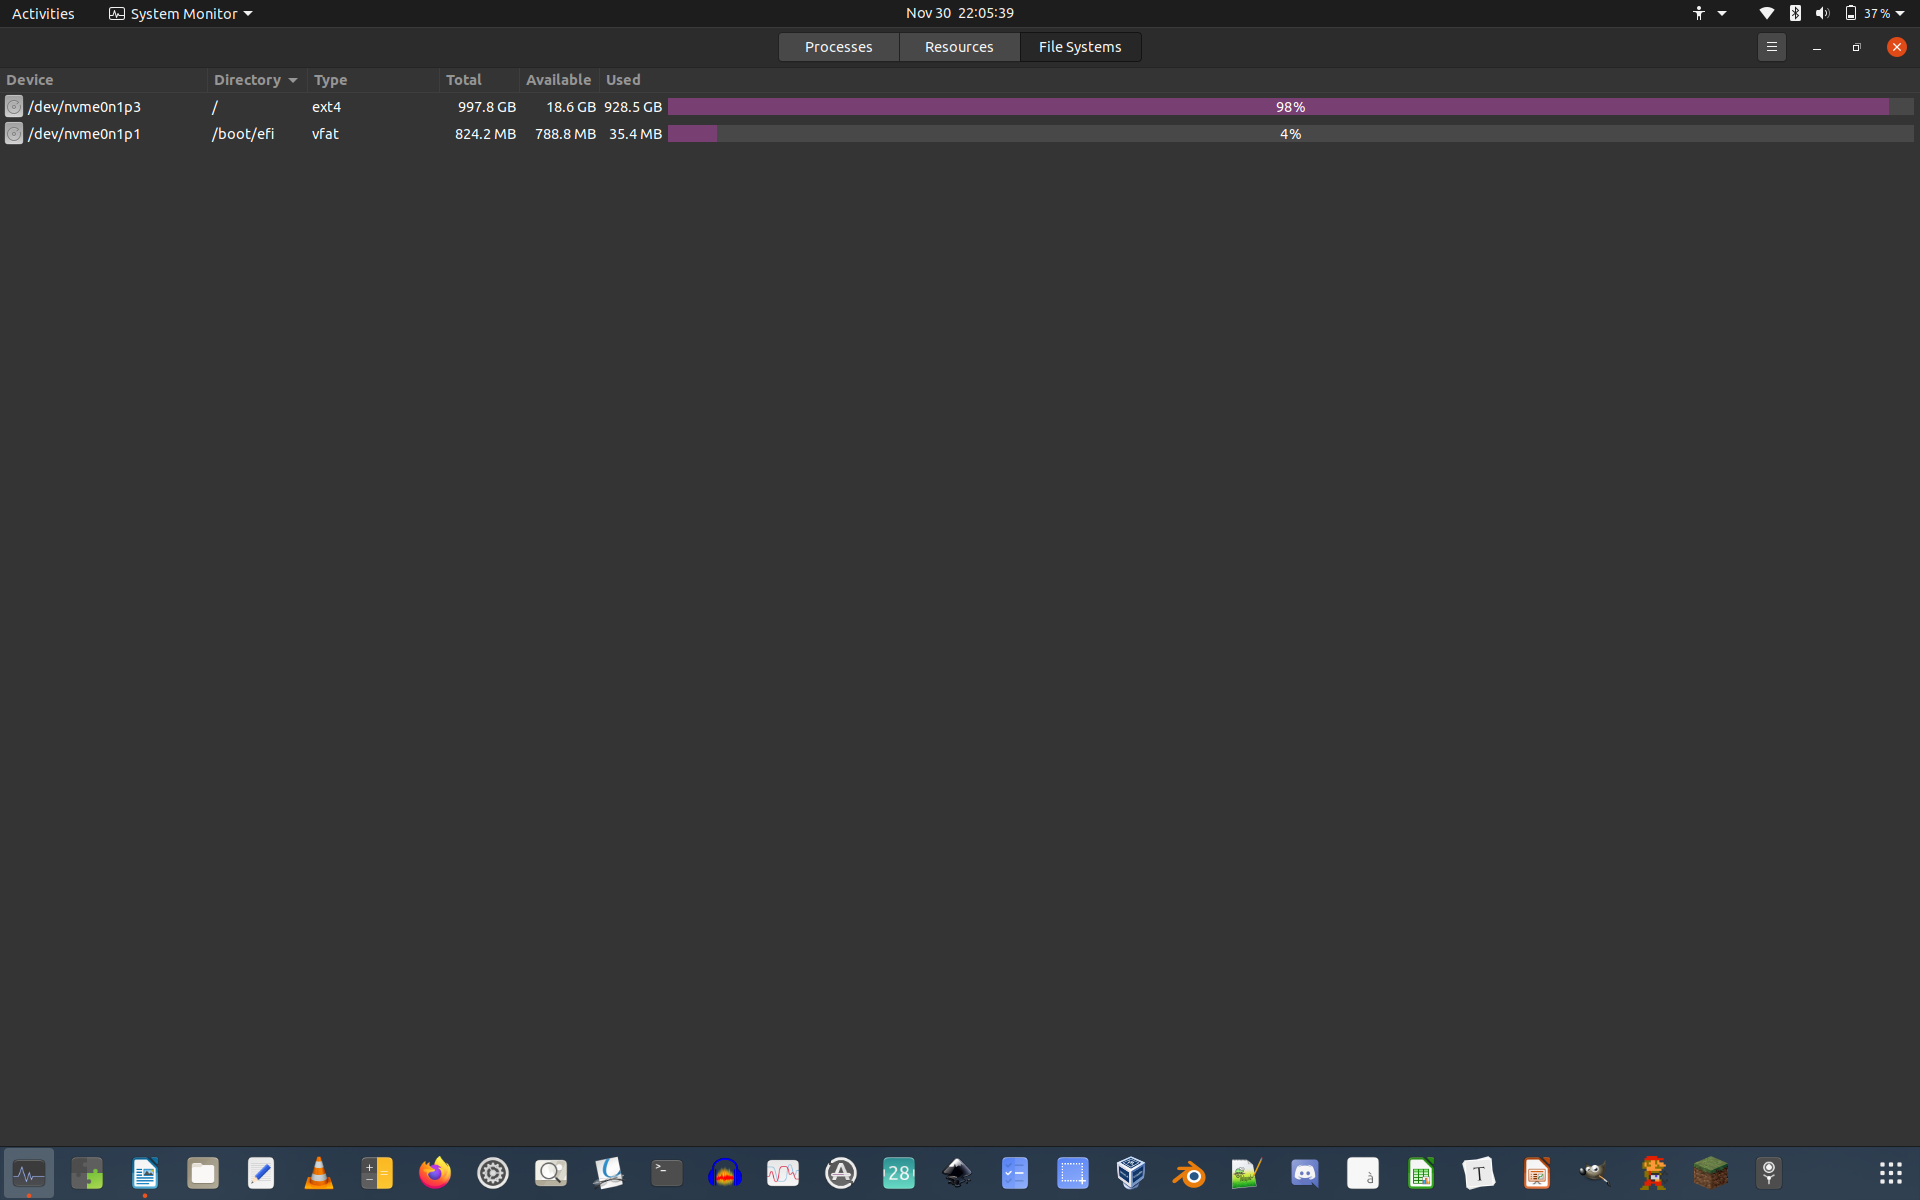 Activities System Monitor Nov 30 22:05:39 37 %
Processes Resources File Systems
Device Directory Type Total Available Used
/dev/nvme0n1p3 / ext4 997.8 GB 18.6 GB 928.5 GB 98%
/dev/nvme0n1p1 /boot/efi vfat 824.2 MB 788.8 MB 35.4 MB 4%
28 à T